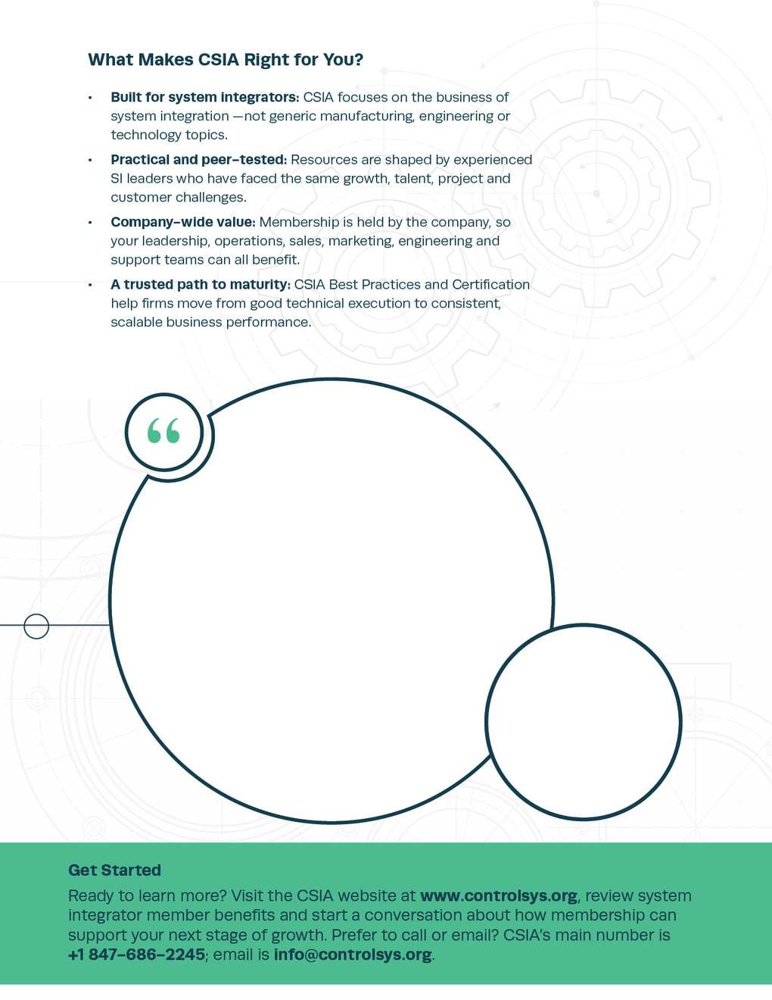 What Makes CSIA Right for You?
▪ Built for system integrators: CSIA focuses on the business of
system integration —not generic manufacturing, engineering or
technology topics.
▪ Practical and peer-tested: Resources are shaped by experienced
SI leaders who have faced the same growth, talent, project and
customer challenges.
▪ Company-wide value: Membership is held by the company, so
your leadership, operations, sales, marketing, engineering and
support teams can all benefit.
▪ A trusted path to maturity: CSIA Best Practices and Certification
help firms move from good technical execution to consistent,
scalable business performance.
“
Get Started
Ready to learn more? Visit the CSIA website at www.controlsys.org, review system
integrator member benefits and start a conversation about how membership can
support your next stage of growth. Prefer to call or email? CSIA’s main number is
+1 847-686-2245; email is info@controlsys.org.